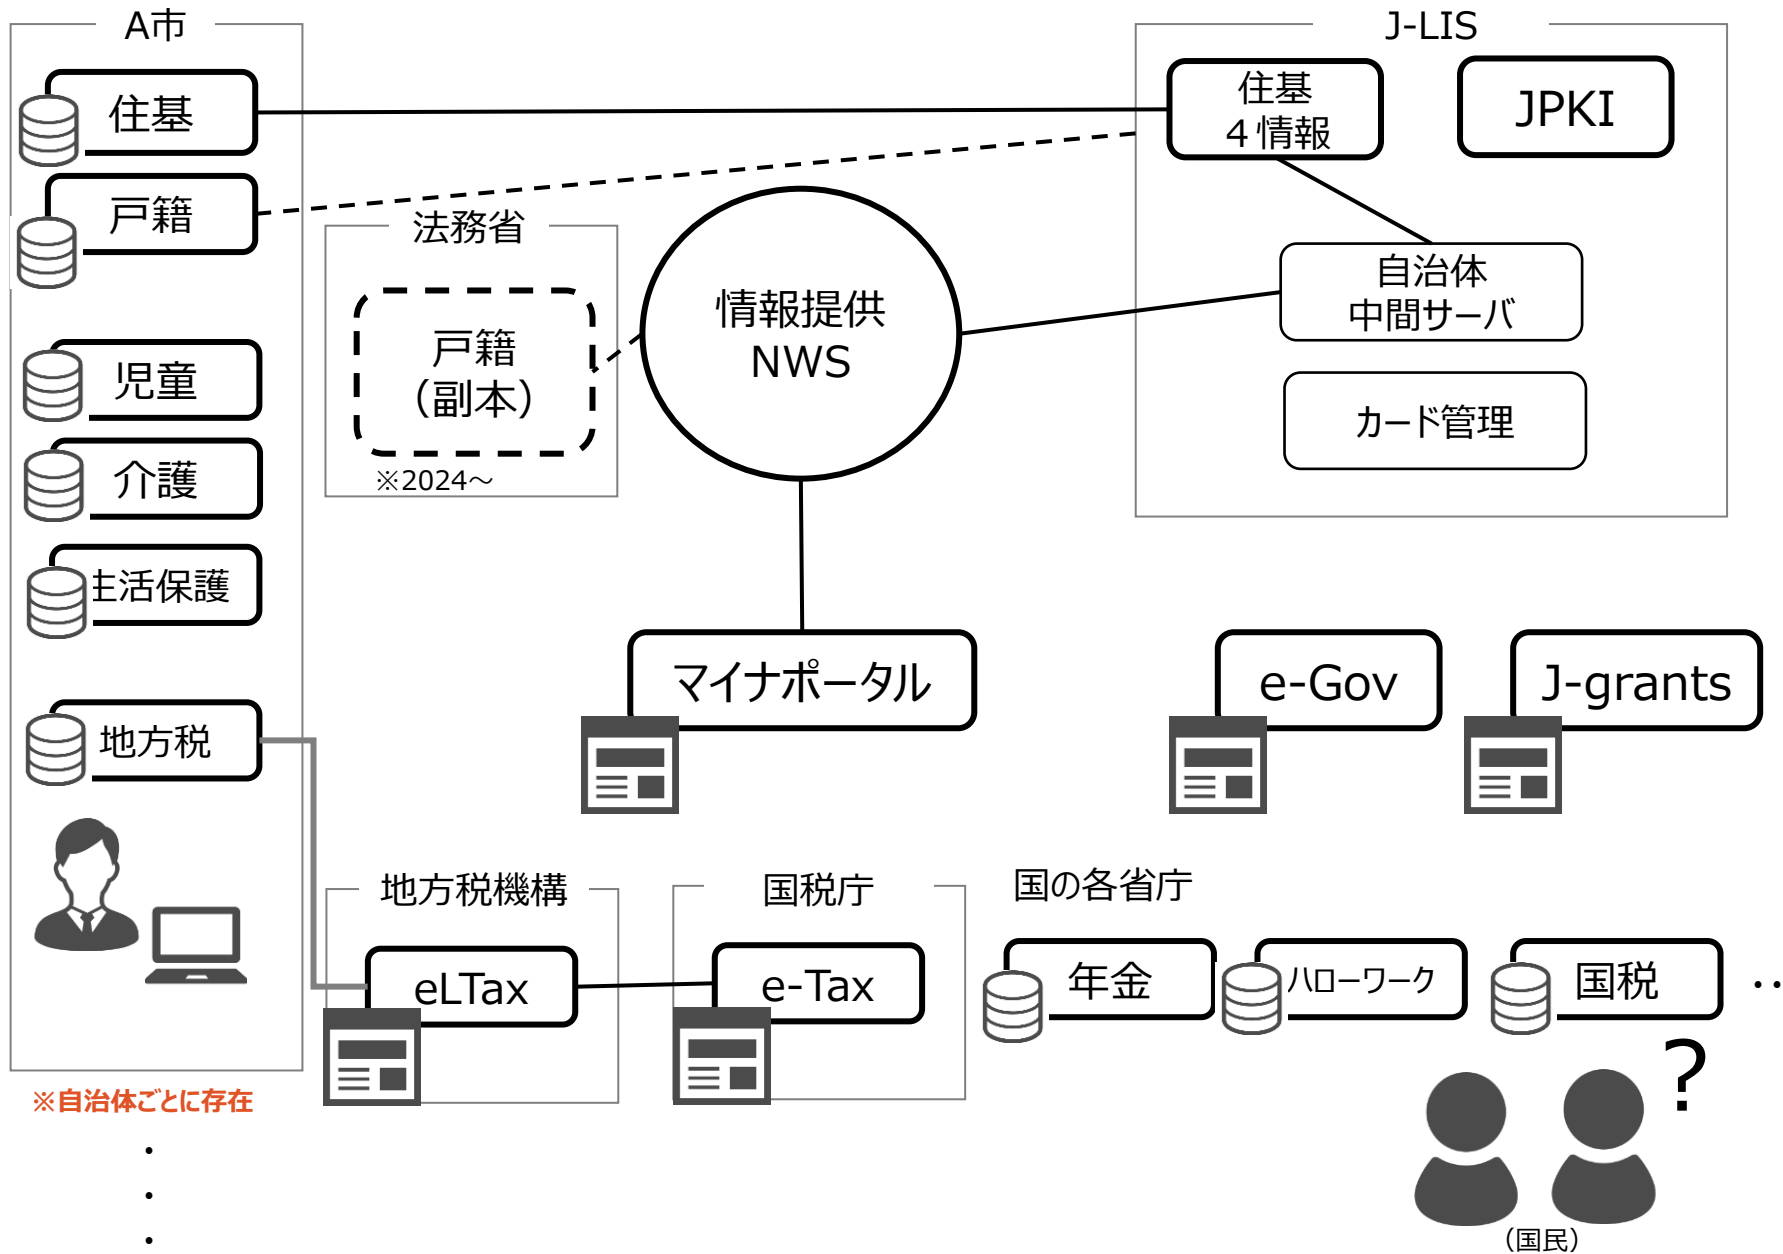 A市
住基
戸籍
児童
介護
生活保護
地方税
※自治体ごとに存在
・
・
・
法務省
戸籍
（副本）
※2024～
情報提供
NWS
J-LIS
住基
４情報
JPKI
自治体
中間サーバ
カード管理
マイナポータル
e-Gov
J-grants
地方税機構
eLTax
国税庁
e-Tax
国の各省庁
年金
ハローワーク
国税
・・
？
（国民）